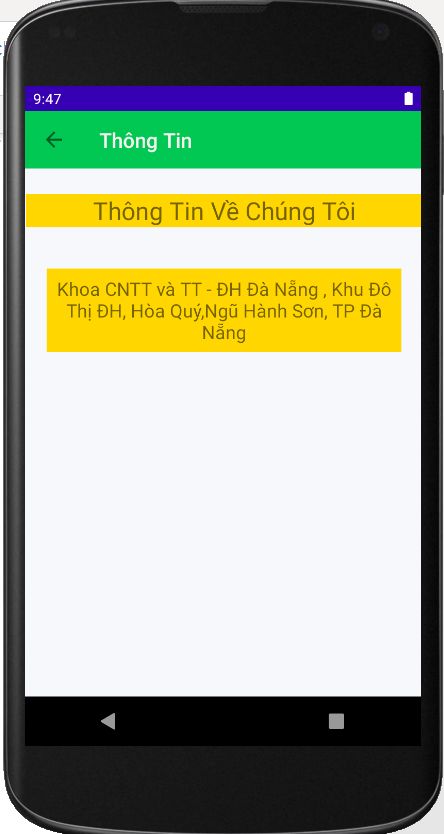 9:47
Thông Tin
Thông Tin Về Chúng Tôi
Khoa CNTT và TT - ĐH Đà Nẵng , Khu Đô
Thị ĐH, Hòa Quý,Ngũ Hành Sơn, TP Đà
Nẵng